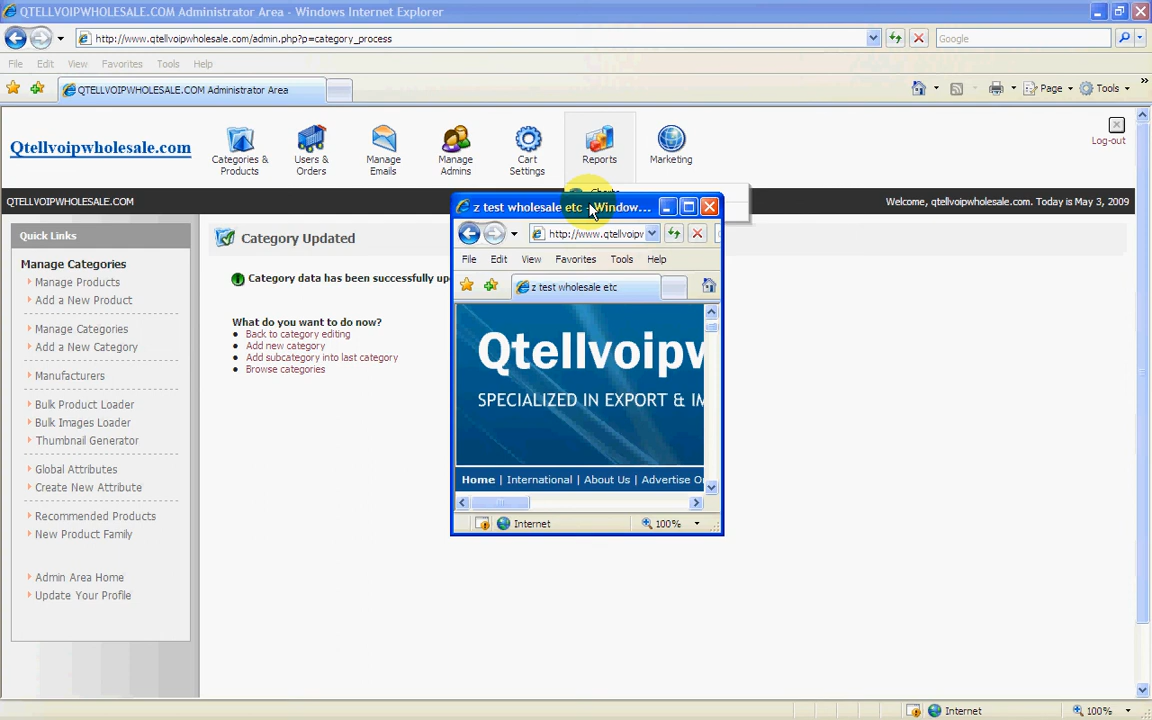 QTELLVOIPWHOLESALE.COM Administrator Area - Windows Internet Explorer
http://www.qtellvoipwholesale.com/admin.php?p=category_process
Google
File Edit View Favorites Tools Help
QTELLVOIPWHOLESALE.COM Administrator Area
Page Tools
Qtellvoipwholesale.com
Categories & Products
Users & Orders
Manage Emails
Manage Admins
Cart Settings
Reports
Marketing
Log-out
Charts
QTELLVOIPWHOLESALE.COM
Welcome, qtellvoipwholesale.com. Today is May 3, 2009
Quick Links
Manage Categories
Manage Products
Add a New Product
Manage Categories
Add a New Category
Manufacturers
Bulk Product Loader
Bulk Images Loader
Thumbnail Generator
Global Attributes
Create New Attribute
Recommended Products
New Product Family
Admin Area Home
Update Your Profile
Category Updated
Category data has been successfully up
What do you want to do now?
Back to category editing
Add new category
Add subcategory into last category
Browse categories
z test wholesale etc - Window...
http://www.qtellvoipw
File Edit View Favorites Tools Help
z test wholesale etc
Qtellvoipw
SPECIALIZED IN EXPORT & IM
Home | International | About Us | Advertise On
Internet
100%
Internet
100%